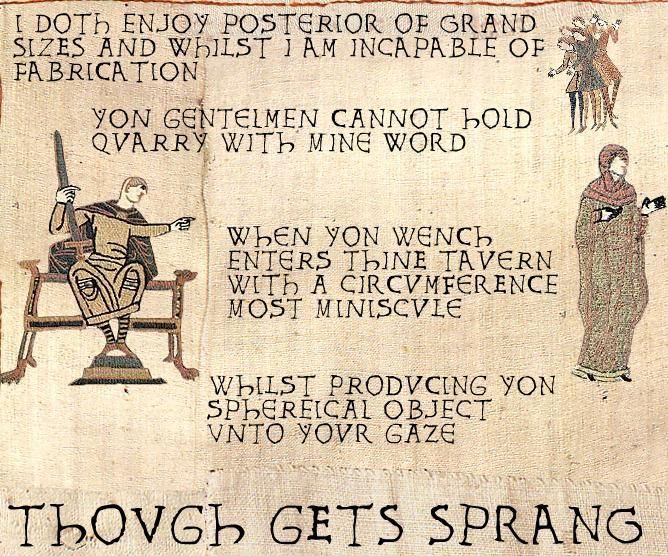 I DOTH ENJOY POSTERIOR OF GRAND
SIZES AND WHILST I AM INCAPABLE OF
FABRICATION
YON GENTELMEN CANNOT HOLD
QVARRY WITH MINE WORD
WHEN YON WENCH
ENTERS THINE TAVERN
WITH A CIRCVMFERENCE
MOST MINISCVLE
WHILST PRODVCING YON
SPHEREICAL OBJECT
VNTO YOVR GAZE
THOVGH GETS SPRANG